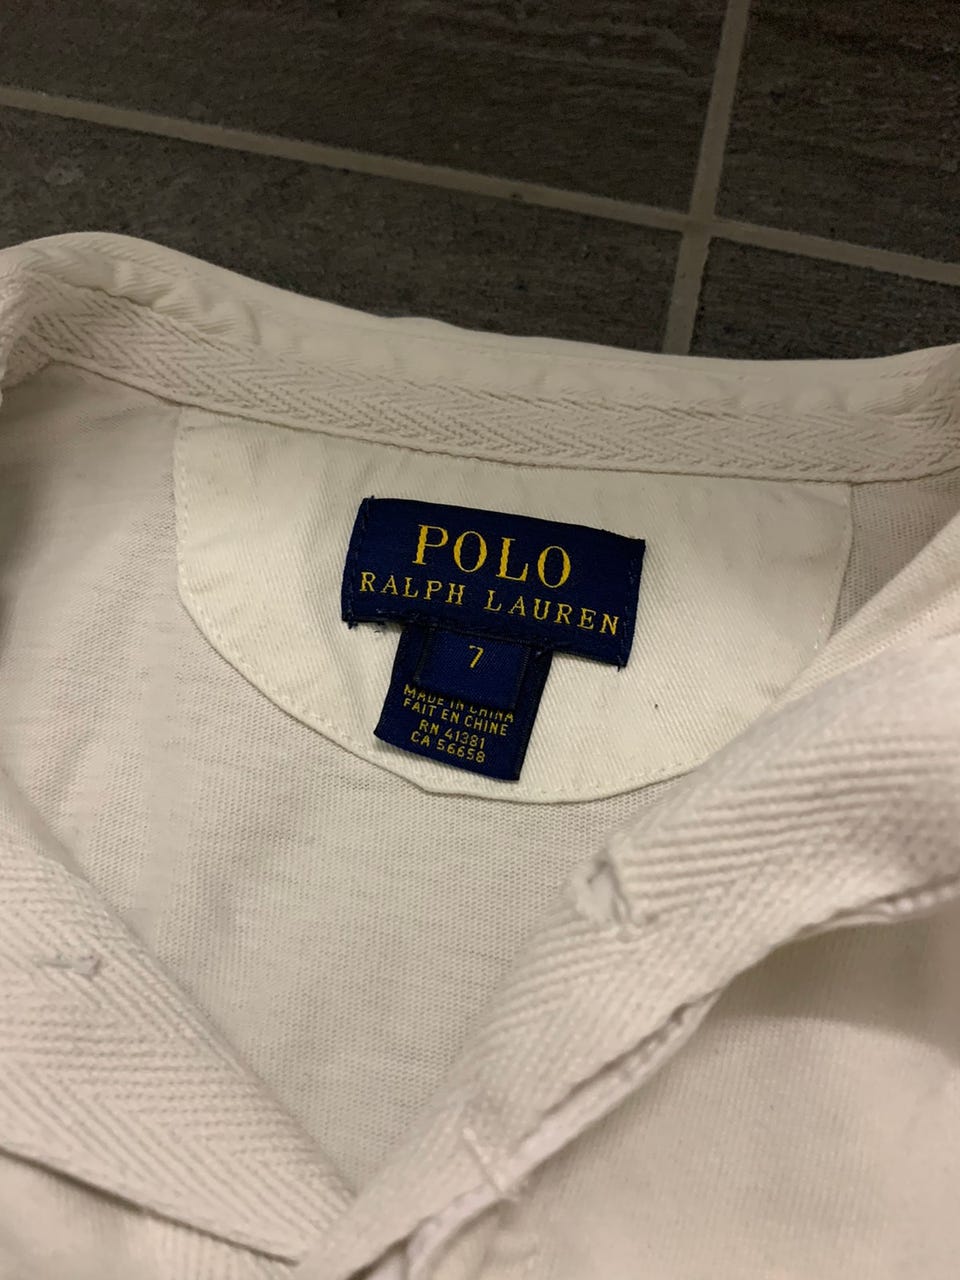 POLO
RALPH LAUREN
7
MADE IN CHINA
FAIT EN CHINE
RN 41381
CA 56658